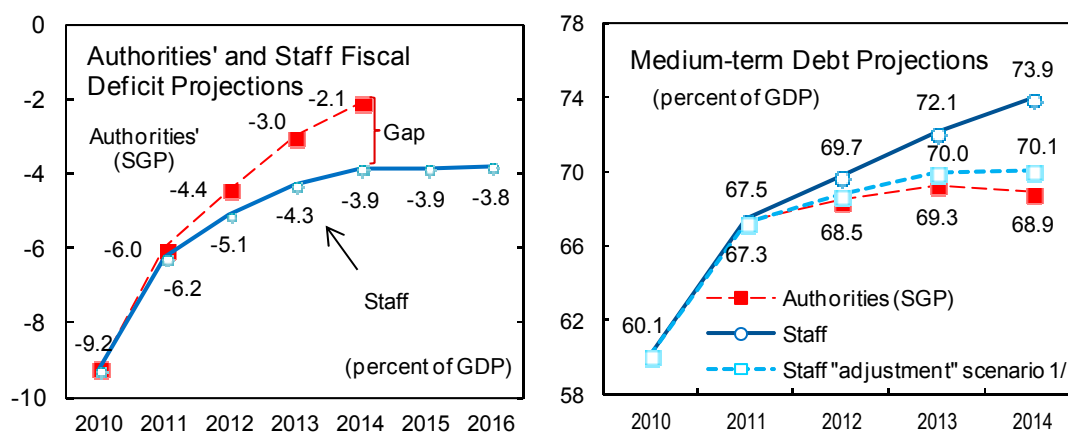 Authorities' and Staff Fiscal
Deficit Projections
Authorities'
(SGP)
Gap
Staff
(percent of GDP)
0
-2
-4
-6
-8
-10
-9.2
-6.0
-4.4
-3.0
-2.1
-6.2
-5.1
-4.3
-3.9
-3.9
-3.8
2010 2011 2012 2013 2014 2015 2016
Medium-term Debt Projections
(percent of GDP)
78
74
70
66
62
58
60.1
67.5
69.7
72.1
73.9
70.0
70.1
67.3
68.5
69.3
68.9
Authorities (SGP)
Staff
Staff "adjustment" scenario 1/
2010 2011 2012 2013 2014